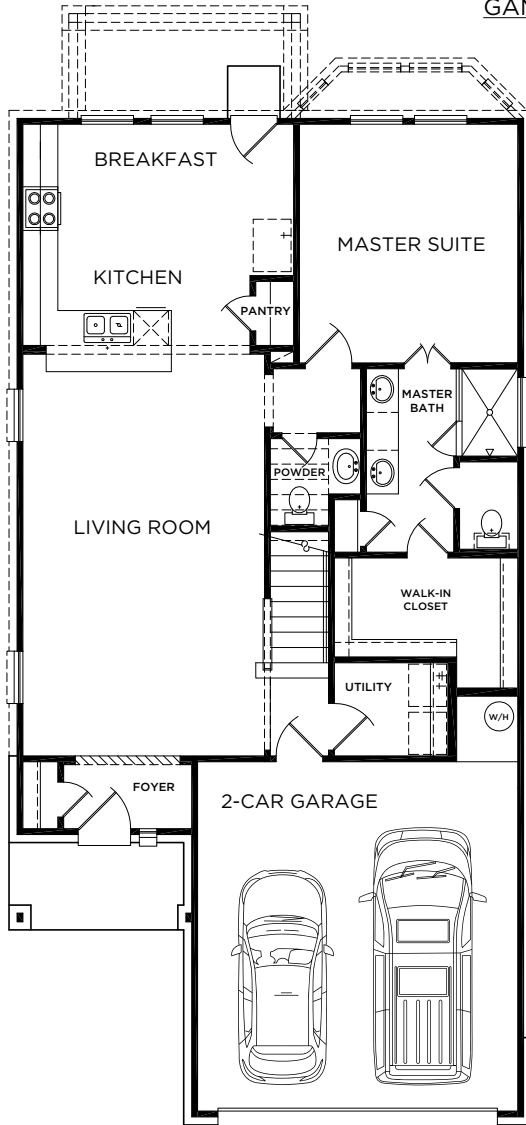 BREAKFAST
MASTER SUITE
KITCHEN
PANTRY
MASTER
BATH
POWDER
LIVING ROOM
WALK-IN
CLOSET
UTILITY
W/H
FOYER
2-CAR GARAGE